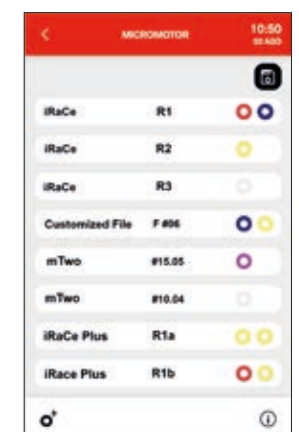 MICROMOTOR 10:50
iRaCe R1
iRaCe R2
iRaCe R3
Customized File F #06
mTwo #15.05
mTwo #10.04
iRaCe Plus R1a
iRace Plus R1b